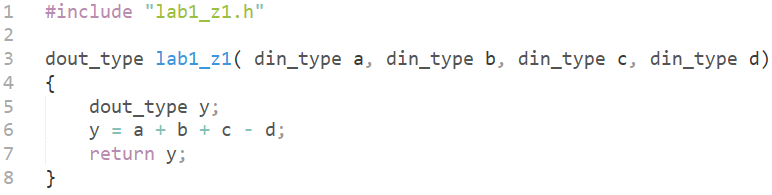 1 #include "lab1_z1.h"
2
3 dout_type lab1_z1( din_type a, din_type b, din_type c, din_type d)
4 {
5     dout_type y;
6     y = a + b + c - d;
7     return y;
8 }